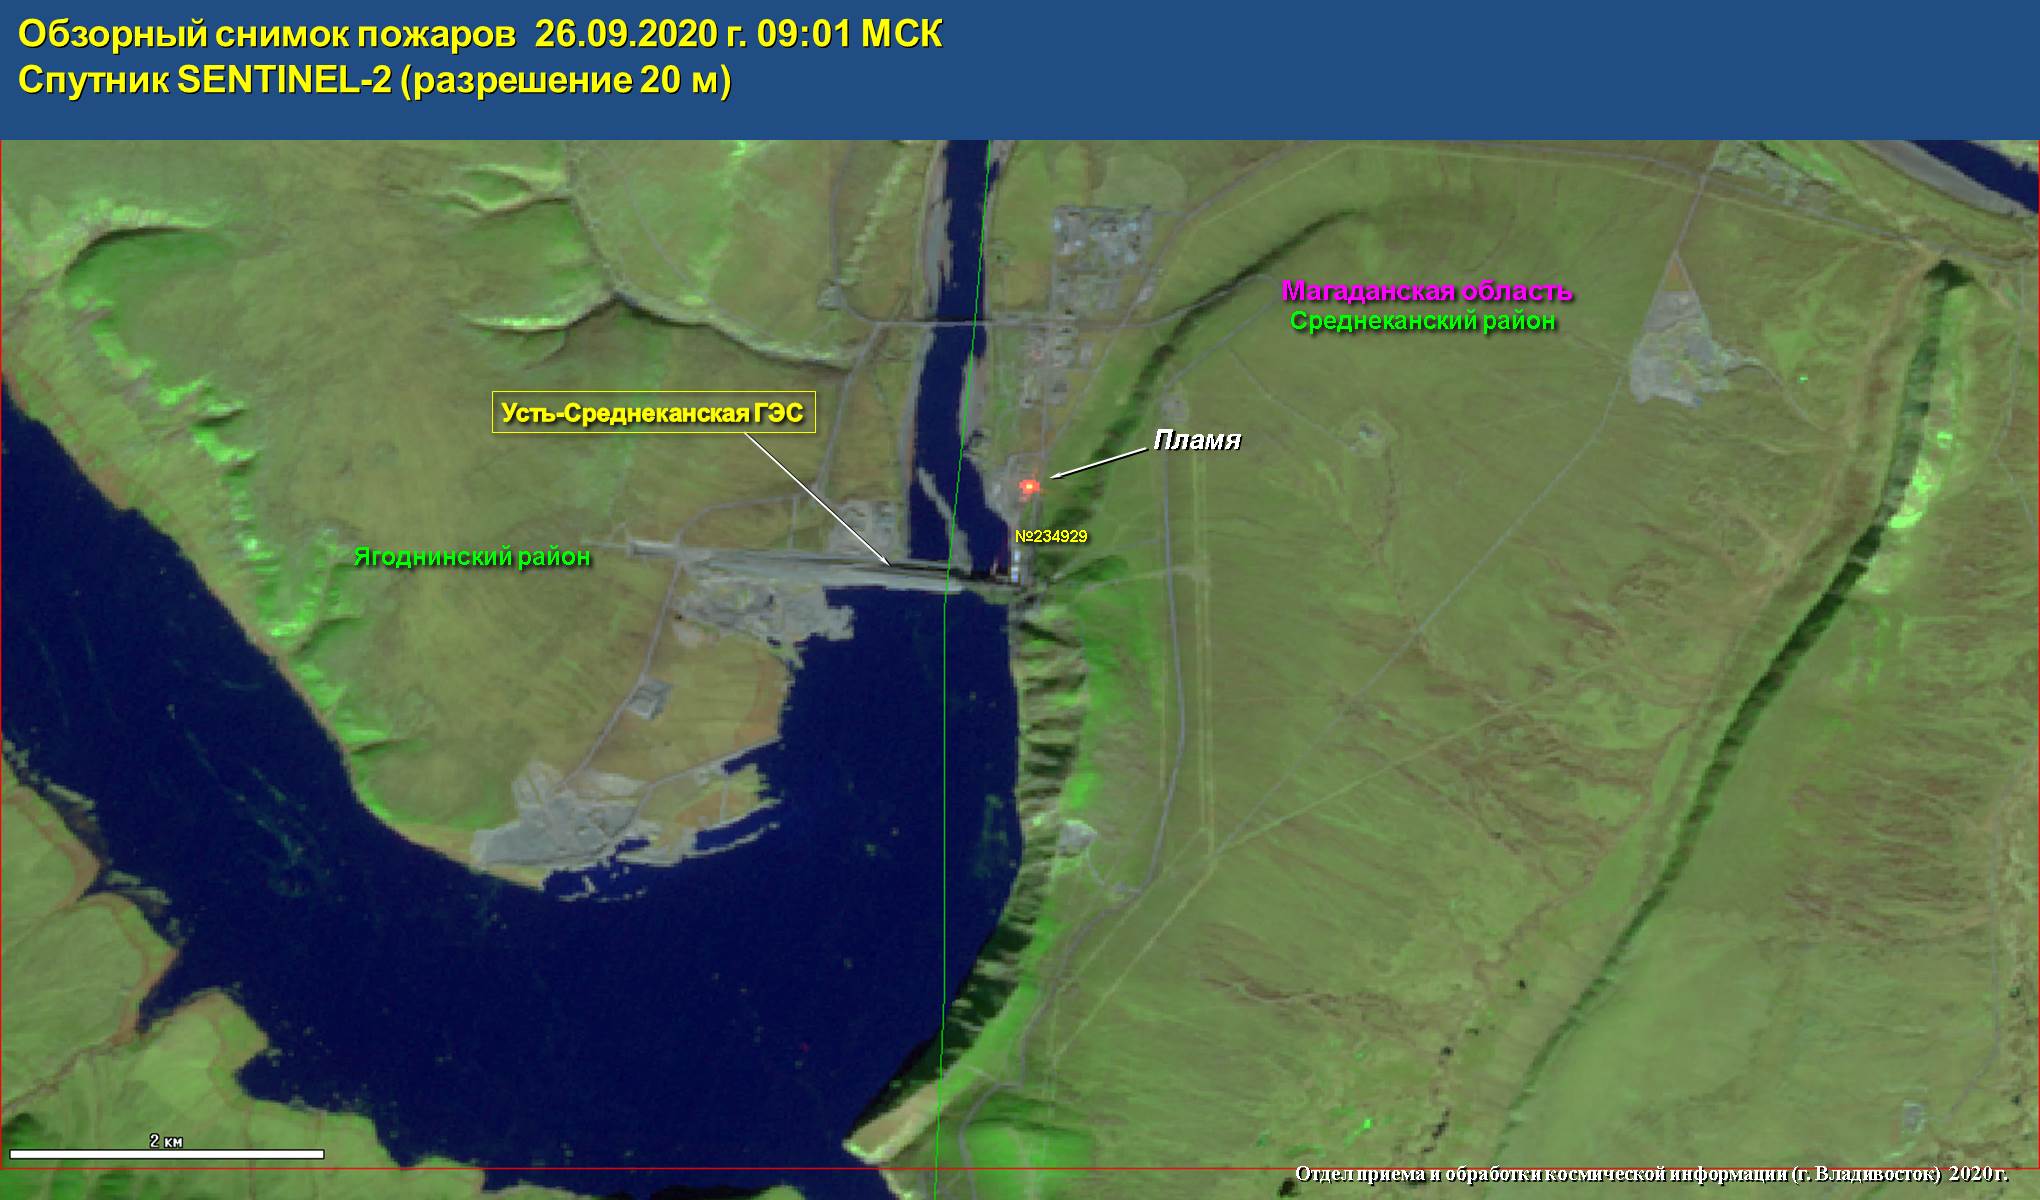 Обзорный снимок пожаров 26.09.2020 г. 09:01 МСК
Спутник SENTINEL-2 (разрешение 20 м)
Магаданская область
Среднеканский район
Усть-Среднеканская ГЭС
Пламя
№234929
Ягоднинский район
2 км
Отдел приема и обработки космической информации (г. Владивосток) 2020 г.